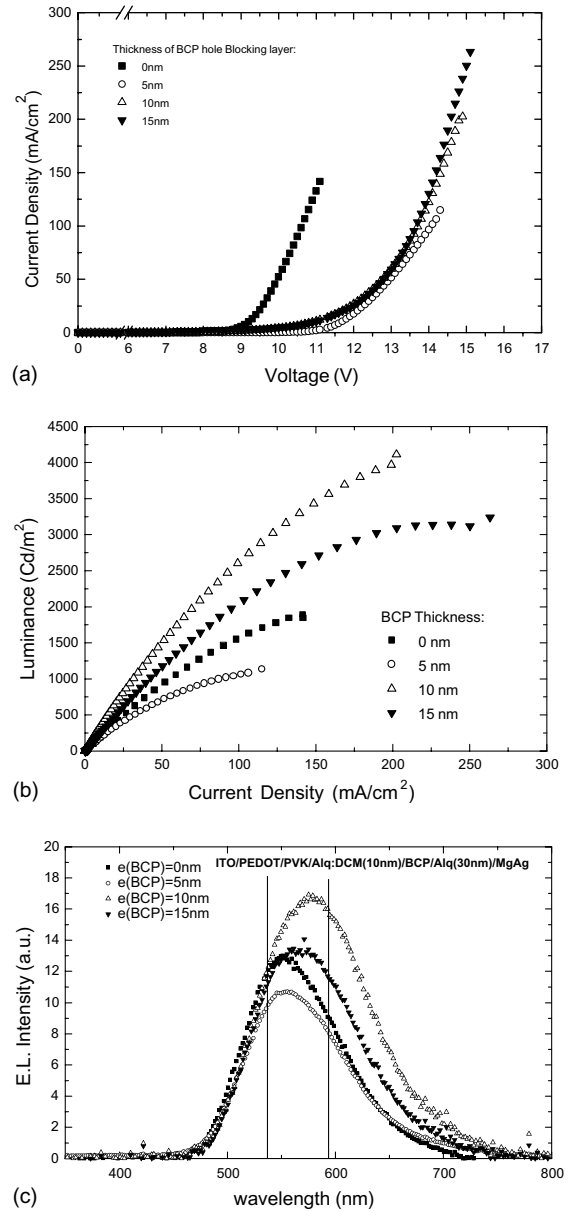 300
250
200
150
100
50
0
Current Density (mA/cm²)
Thickness of BCP hole Blocking layer:
0nm
5nm
10nm
15nm
0 6 7 8 9 10 11 12 13 14 15 16 17
Voltage (V)
(a)
4500
4000
3500
3000
2500
2000
1500
1000
500
0
Luminance (Cd/m²)
BCP Thickness:
0 nm
5 nm
10 nm
15 nm
0 50 100 150 200 250 300
Current Density (mA/cm²)
(b)
20
18
16
14
12
10
8
6
4
2
0
E.L. Intensity (a.u.)
ITO/PEDOT/PVK/Alq:DCM(10nm)/BCP/Alq(30nm)/MgAg
e(BCP)=0nm
e(BCP)=5nm
e(BCP)=10nm
e(BCP)=15nm
400 500 600 700 800
wavelength (nm)
(c)